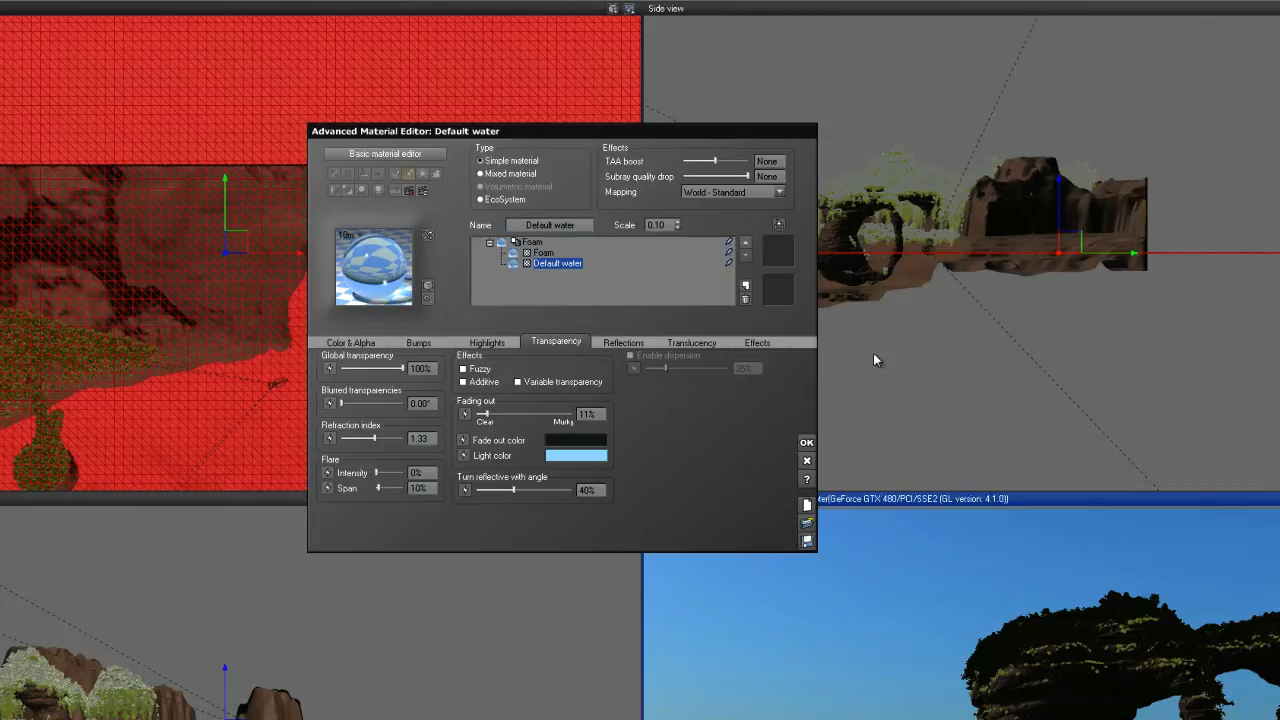 Side view
Advanced Material Editor: Default water
Basic material editor
Type
Simple material
Mixed material
Volumetric material
EcoSystem
Effects
TAA boost
None
Subray quality drop
None
Mapping
World - Standard
Name
Default water
Scale
0.10
10m
Foam
Foam
Default water
Color & Alpha
Bumps
Highlights
Transparency
Reflections
Translucency
Effects
Global transparency
100%
Blurred transparencies
0.00°
Refraction index
1.33
Flare
Intensity
0%
Span
10%
Effects
Fuzzy
Additive
Variable transparency
Fading out
11%
Clear
Murky
Fade out color
Light color
Turn reflective with angle
40%
Enable dispersion
25%
OK
?
(GeForce GTX 480/PCI/SSE2 (GL version: 4.1.0))